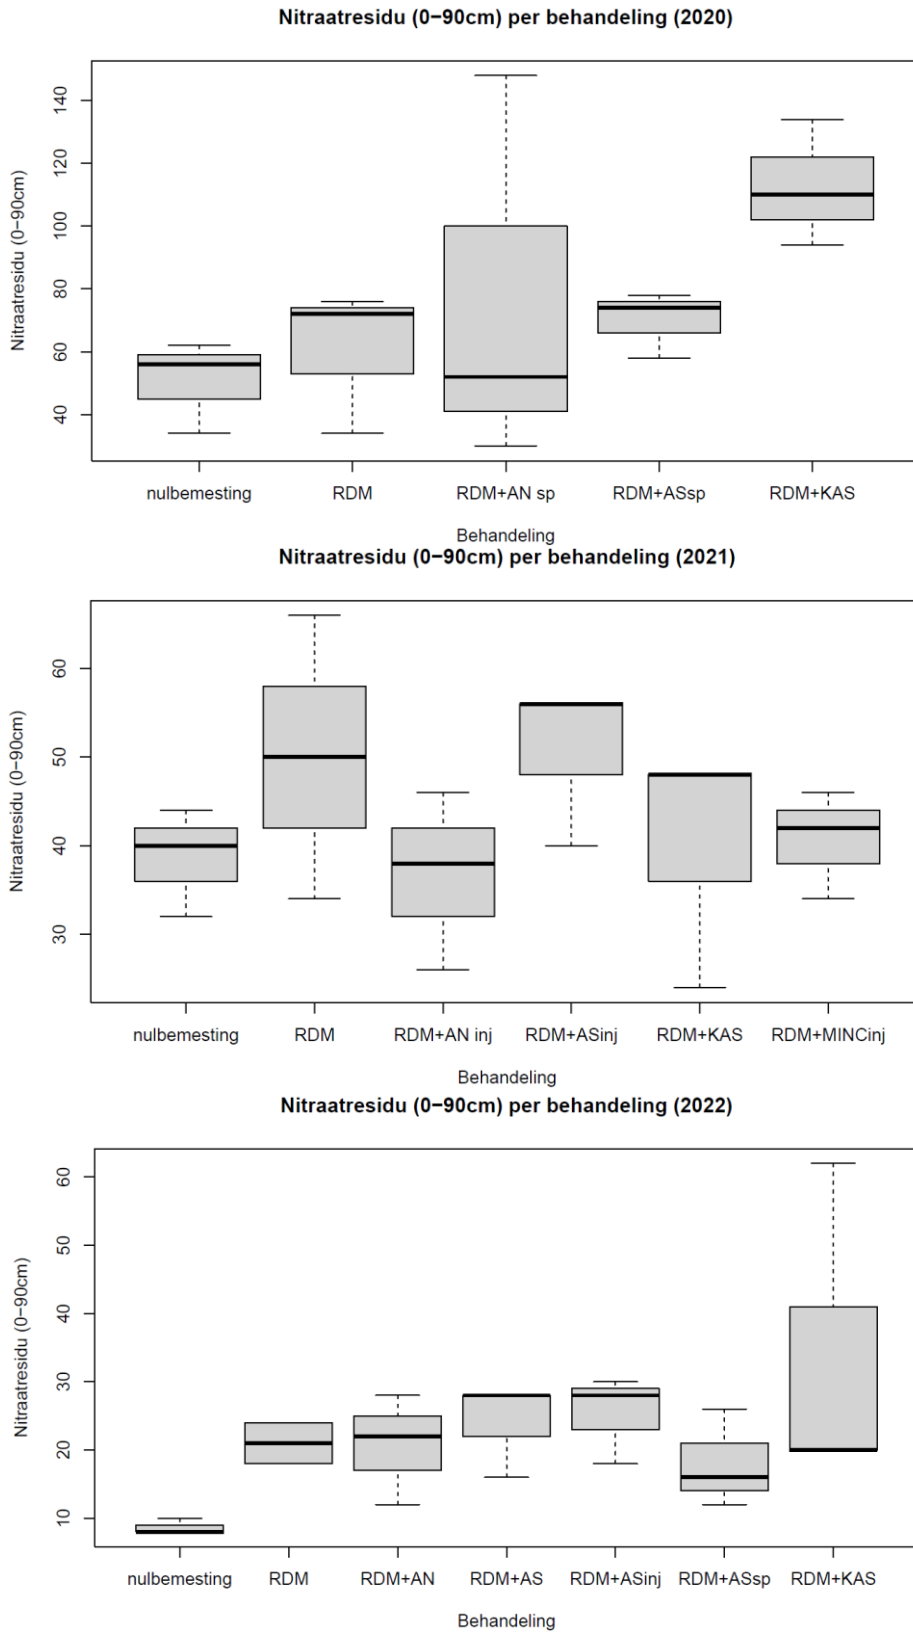 Nitraatresidu (0−90cm) per behandeling (2020)
Nitraatresidu (0−90cm)
140
120
100
80
60
40
nulbemesting RDM RDM+AN sp RDM+ASsp RDM+KAS
Behandeling
Nitraatresidu (0−90cm) per behandeling (2021)
Nitraatresidu (0−90cm)
60
50
40
30
nulbemesting RDM RDM+AN inj RDM+ASinj RDM+KAS RDM+MINCinj
Behandeling
Nitraatresidu (0−90cm) per behandeling (2022)
Nitraatresidu (0−90cm)
60
50
40
30
20
10
nulbemesting RDM RDM+AN RDM+AS RDM+ASinj RDM+ASsp RDM+KAS
Behandeling